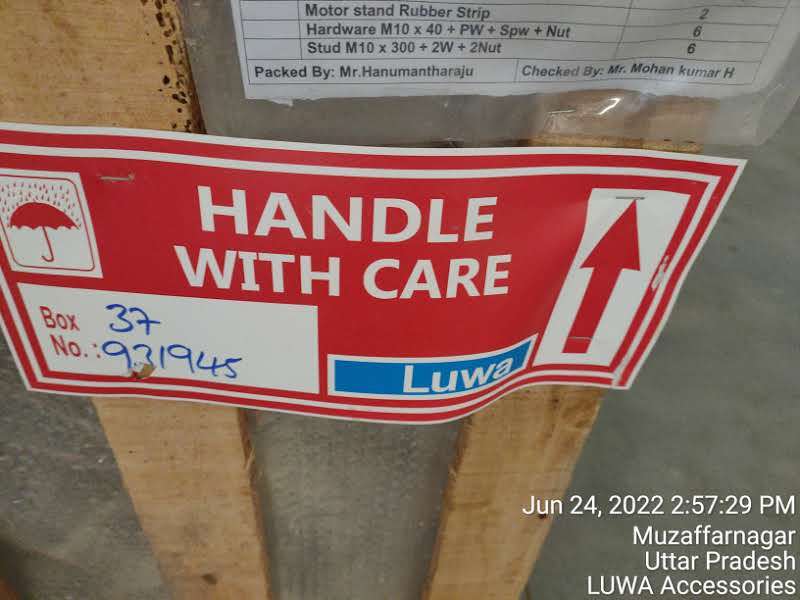 Motor stand Rubber Strip 2
Hardware M10 x 40 + PW + Spw + Nut 6
Stud M10 x 300 + 2W + 2Nut 6
Packed By: Mr.Hanumantharaju Checked By: Mr. Mohan kumar H
HANDLE
WITH CARE
Box 37
No.: 931945
Luwa
Jun 24, 2022 2:57:29 PM
Muzaffarnagar
Uttar Pradesh
LUWA Accessories